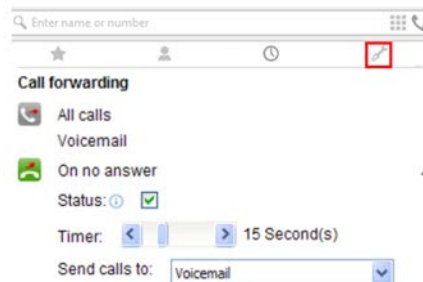 Enter name or number
Call forwarding
All calls
Voicemail
On no answer
Status:
Timer: 15 Second(s)
Send calls to: Voicemail